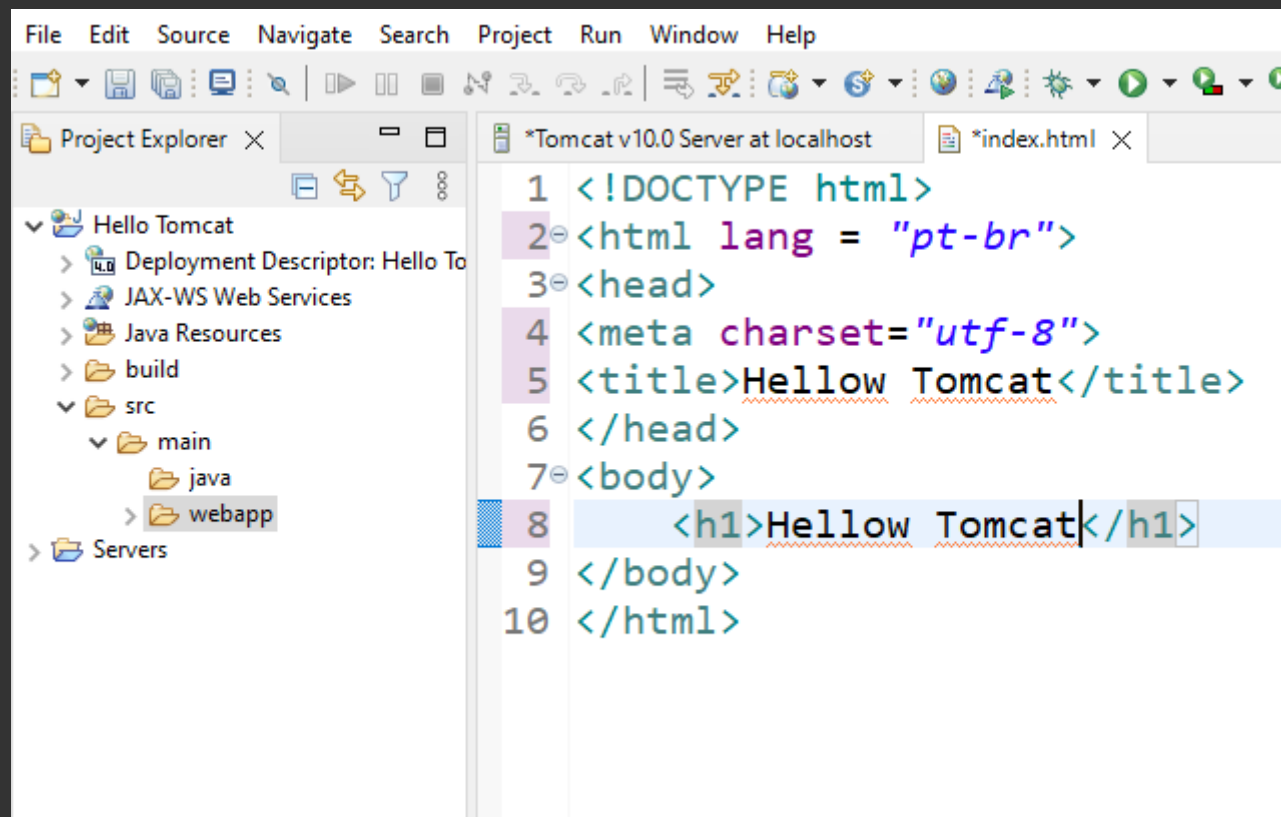 File Edit Source Navigate Search Project Run Window Help
Project Explorer
*Tomcat v10.0 Server at localhost
*index.html
Hello Tomcat
Deployment Descriptor: Hello To
JAX-WS Web Services
Java Resources
build
src
main
java
webapp
Servers
1 <!DOCTYPE html>
2 <html lang = "pt-br">
3 <head>
4 <meta charset="utf-8">
5 <title>Hellow Tomcat</title>
6 </head>
7 <body>
8 <h1>Hellow Tomcat</h1>
9 </body>
10 </html>